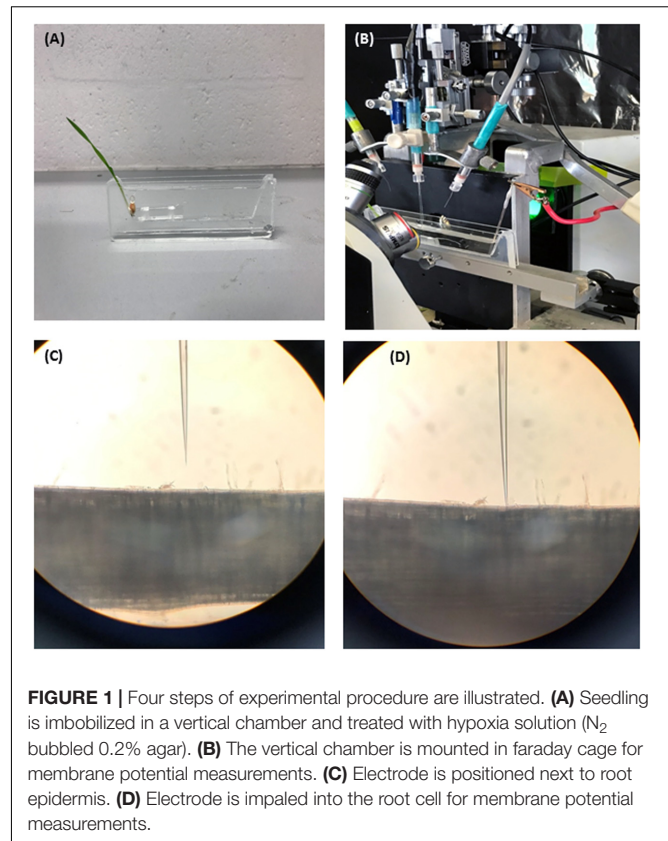 (A)
(B)
(C)
(D)
FIGURE 1 | Four steps of experimental procedure are illustrated. (A) Seedling
is imbobilized in a vertical chamber and treated with hypoxia solution (N2
bubbled 0.2% agar). (B) The vertical chamber is mounted in faraday cage for
membrane potential measurements. (C) Electrode is positioned next to root
epidermis. (D) Electrode is impaled into the root cell for membrane potential
measurements.